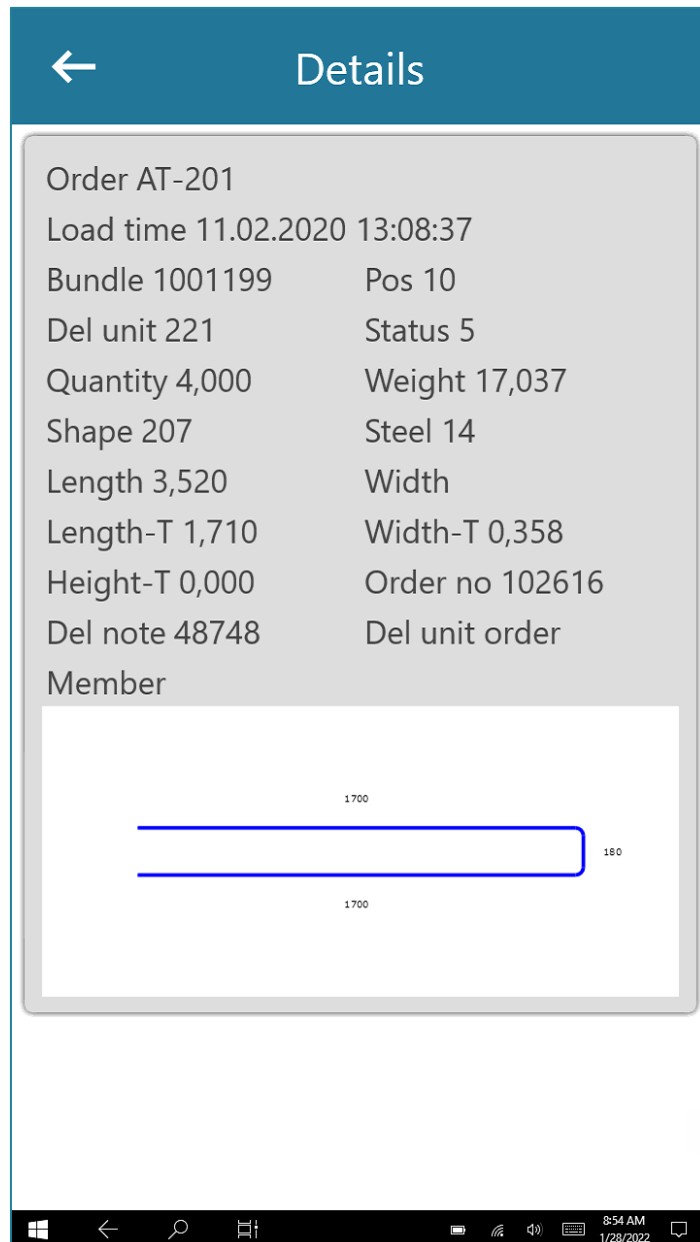 Details
Order AT-201
Load time 11.02.2020 13:08:37
Bundle 1001199 Pos 10
Del unit 221 Status 5
Quantity 4,000 Weight 17,037
Shape 207 Steel 14
Length 3,520 Width
Length-T 1,710 Width-T 0,358
Height-T 0,000 Order no 102616
Del note 48748 Del unit order
Member
1700
180
1700
8:54 AM
1/28/2022